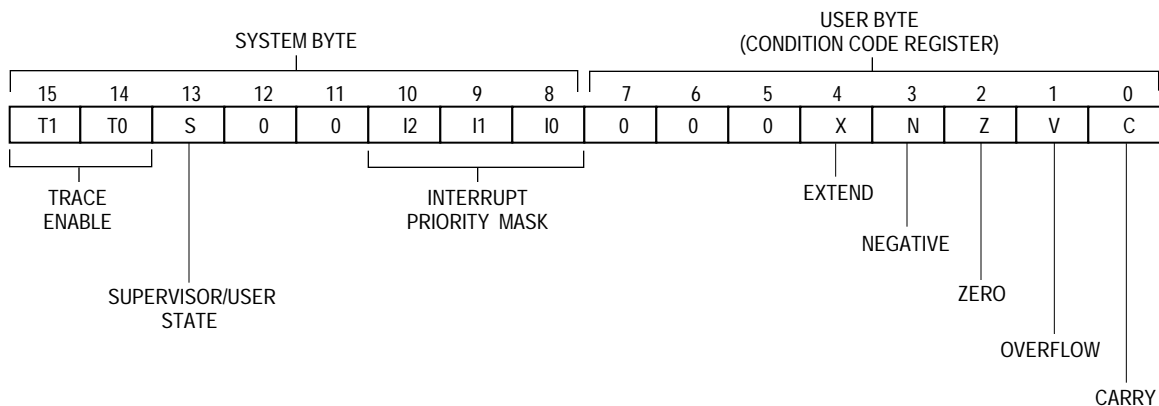 USER BYTE
SYSTEM BYTE (CONDITION CODE REGISTER)
15 14 13 12 11 10 9 8 7 6 5 4 3 2 1 0
T1 T0 S 0 0 I2 I1 I0 0 0 0 X N Z V C
TRACE ENABLE
INTERRUPT PRIORITY MASK
EXTEND
NEGATIVE
SUPERVISOR/USER STATE
ZERO
OVERFLOW
CARRY